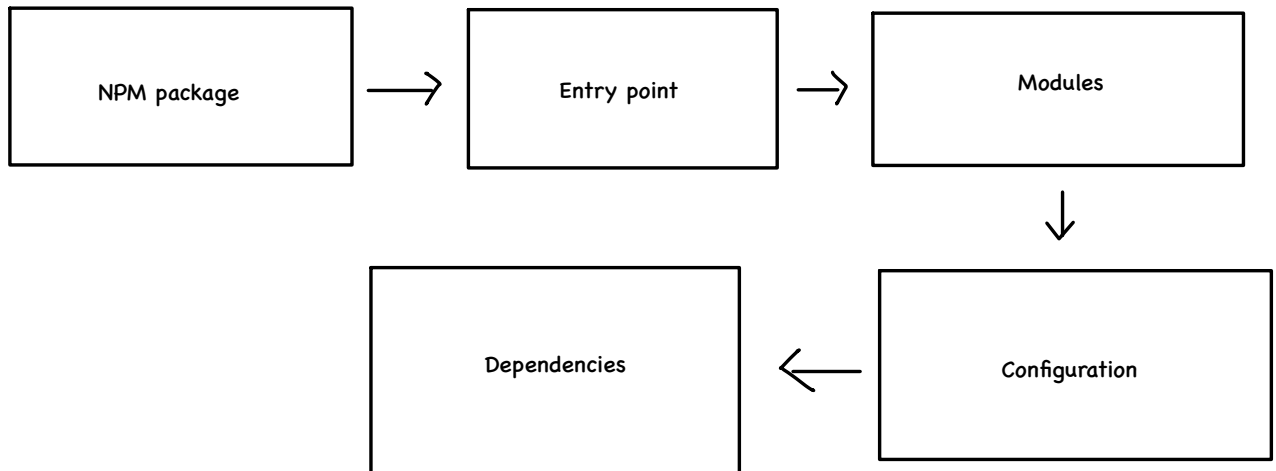 NPM package
Entry point
Modules
Configuration
Dependencies